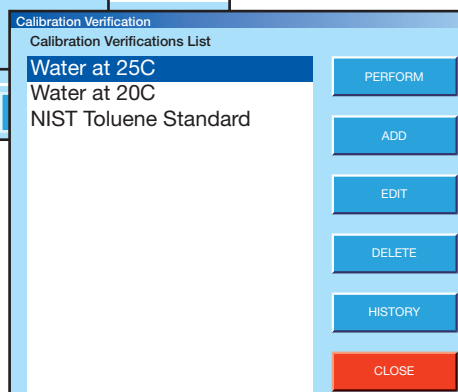 Calibration Verification
Calibration Verifications List
Water at 25C
Water at 20C
NIST Toluene Standard
PERFORM
ADD
EDIT
DELETE
HISTORY
CLOSE